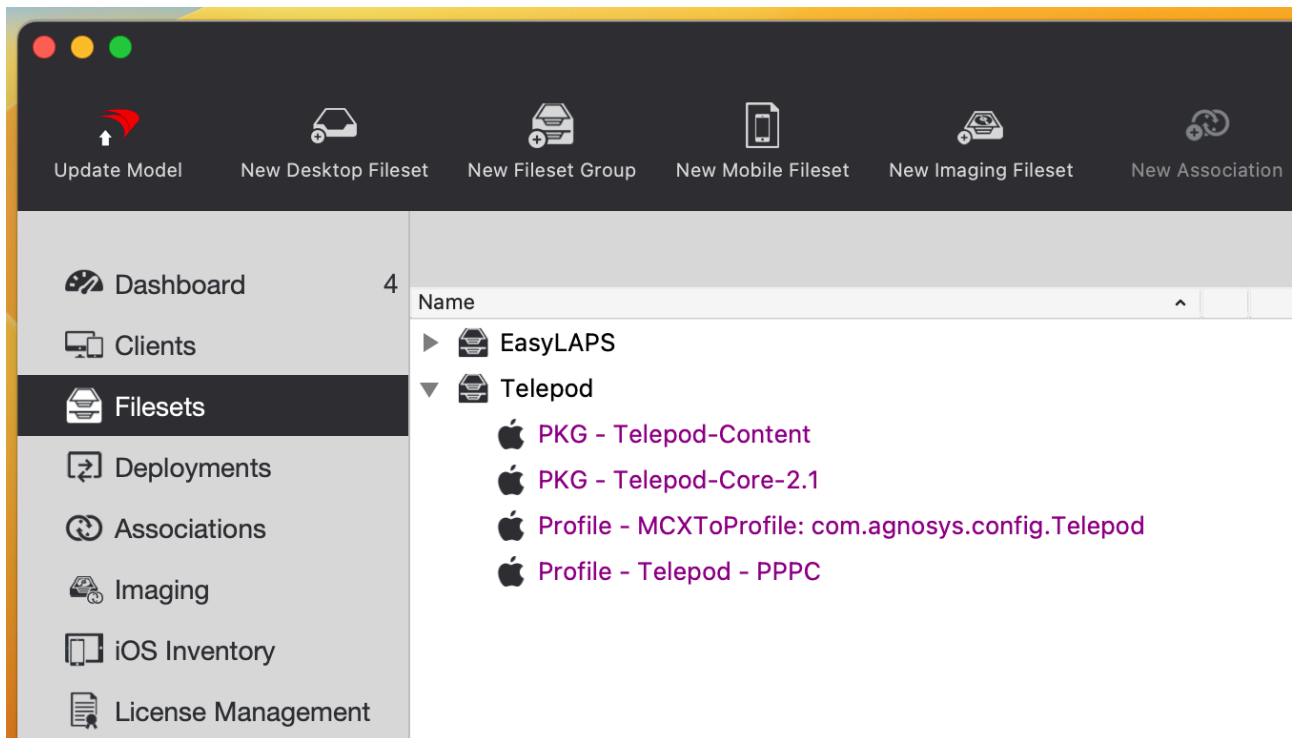 Update Model
New Desktop Fileset
New Fileset Group
New Mobile Fileset
New Imaging Fileset
New Association
Dashboard 4
Clients
Filesets
Deployments
Associations
Imaging
iOS Inventory
License Management
Name
EasyLAPS
Telepod
PKG - Telepod-Content
PKG - Telepod-Core-2.1
Profile - MCXToProfile: com.agnosys.config.Telepod
Profile - Telepod - PPPC